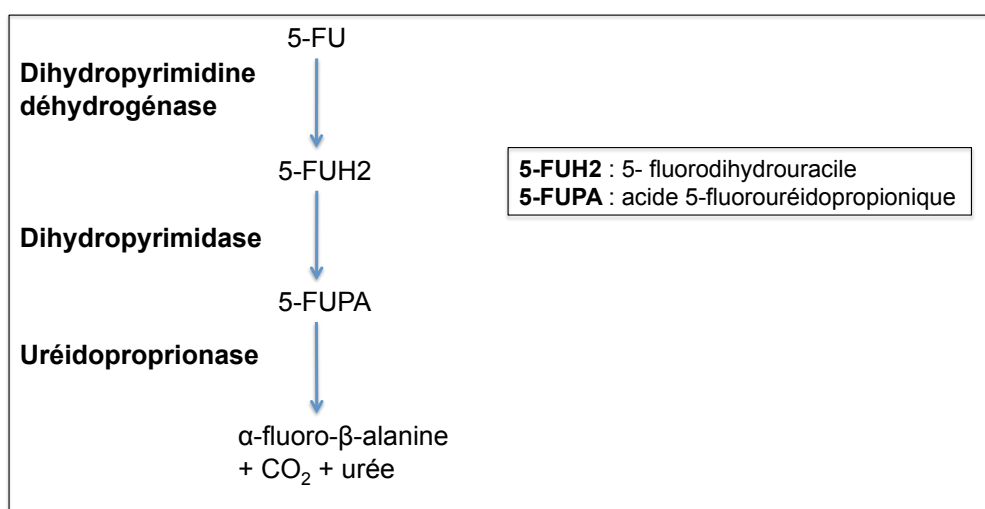 5-FU
Dihydropyrimidine
déhydrogénase
5-FUH2
5-FUH2 : 5- fluorodihydrouracile
5-FUPA : acide 5-fluorouréidopropionique
Dihydropyrimidase
5-FUPA
Uréidoproprionase
α-fluoro-β-alanine
+ CO₂ + urée